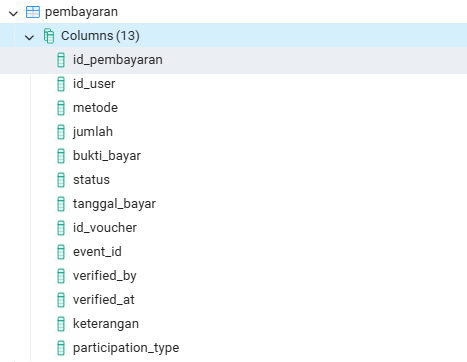 pembayaran
Columns (13)
id_pembayaran
id_user
metode
jumlah
bukti_bayar
status
tanggal_bayar
id_voucher
event_id
verified_by
verified_at
keterangan
participation_type